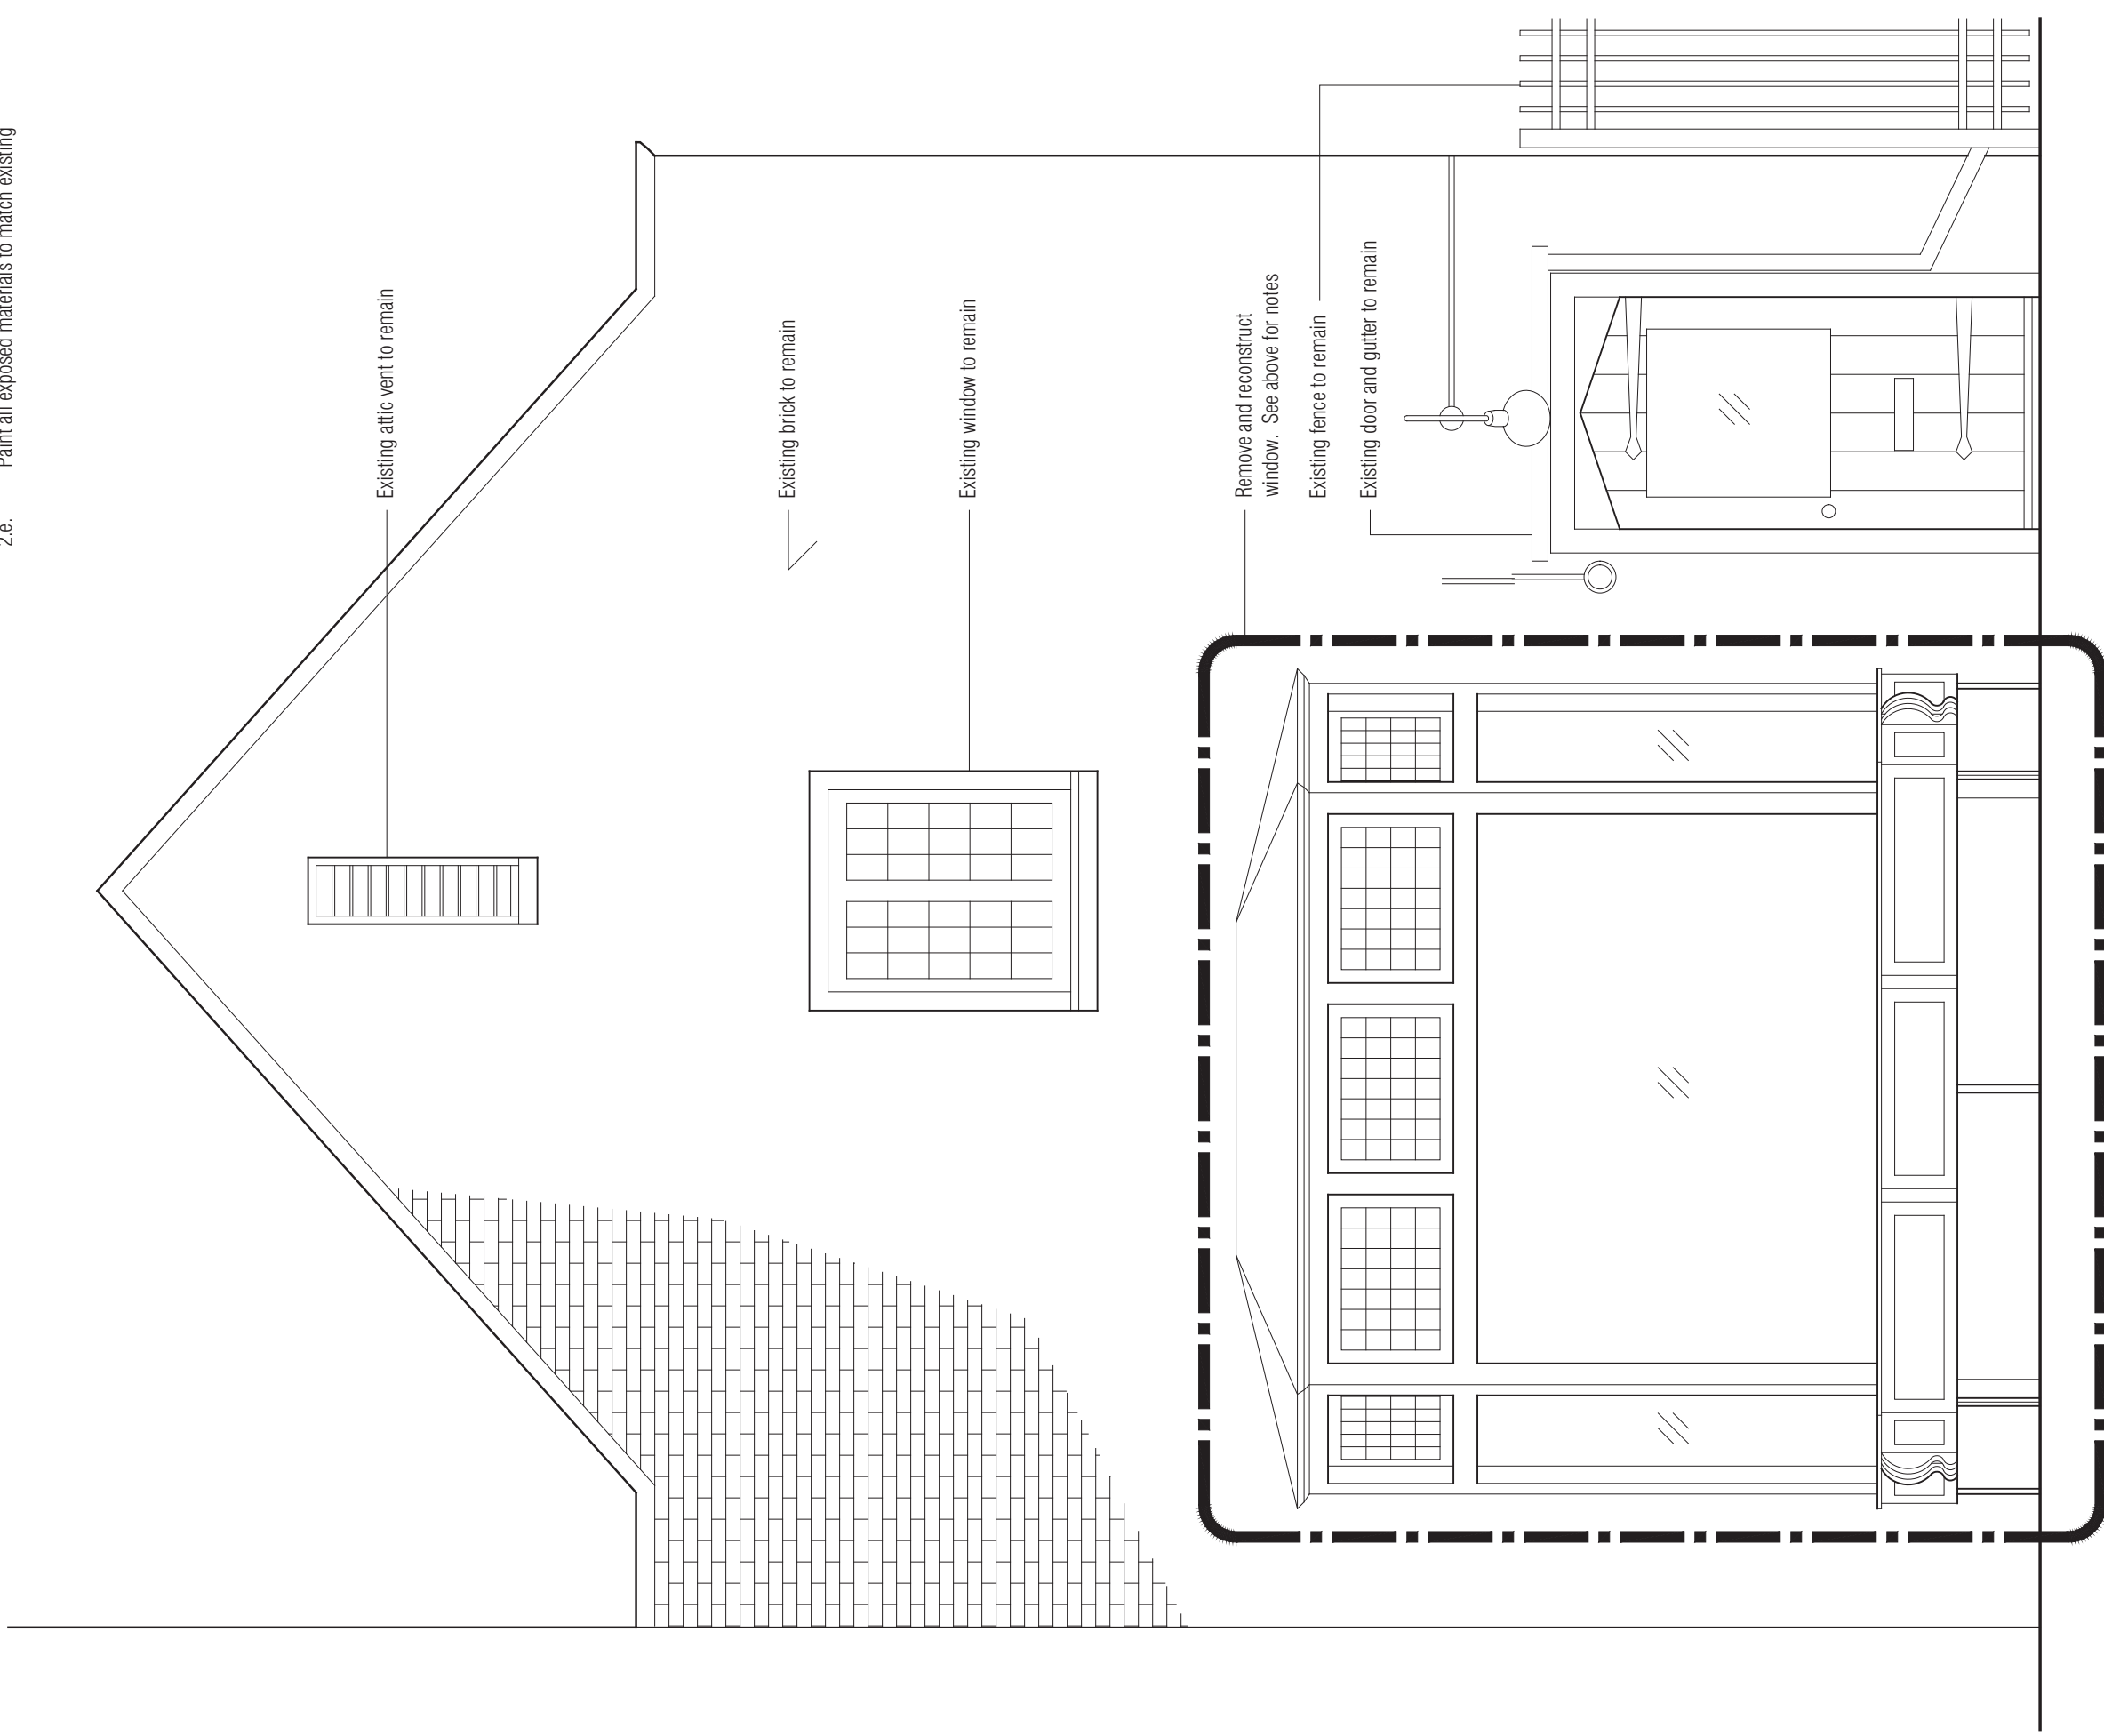 2.e. Paint all exposed materials to match existing
Existing attic vent to remain
Existing brick to remain
Existing window to remain
Remove and reconstruct
window. See above for notes
Existing fence to remain
Existing door and gutter to remain